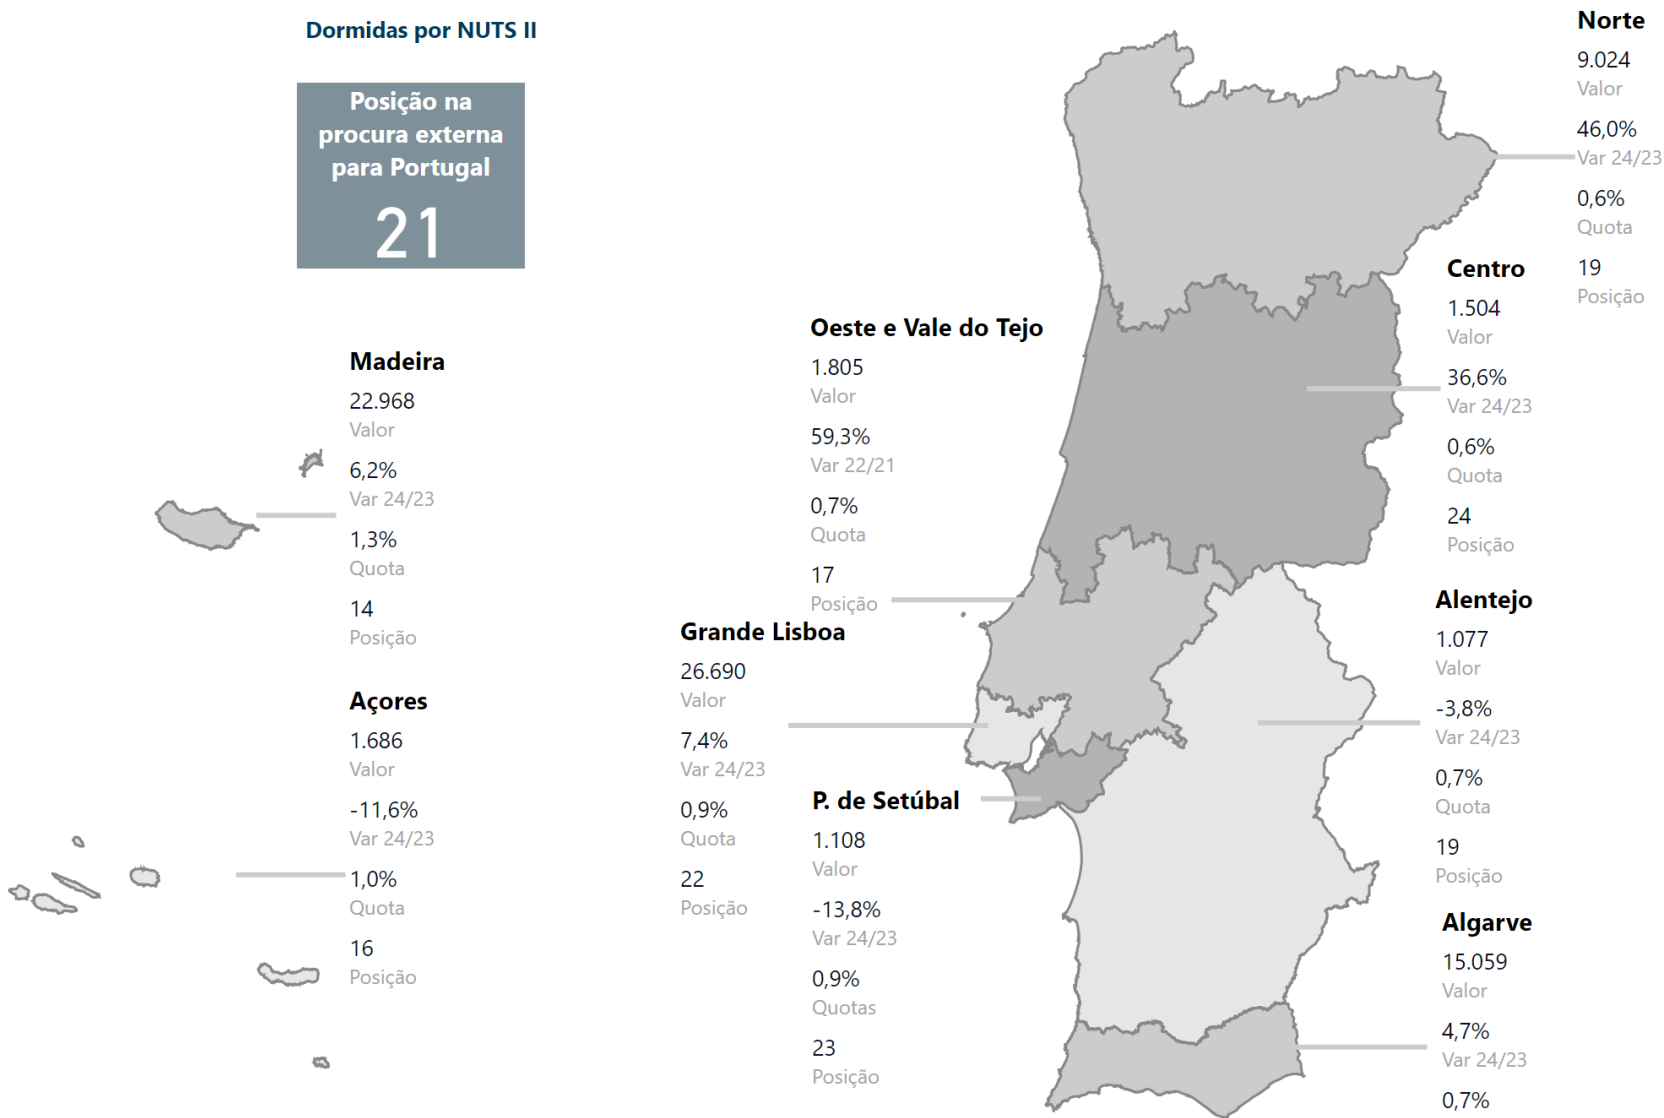 Dormidas por NUTS II
Posição na
procura externa
para Portugal
21
Norte
9.024
Valor
46,0%
Var 24/23
0,6%
Quota
19
Posição
Centro
1.504
Valor
36,6%
Var 24/23
0,6%
Quota
24
Posição
Oeste e Vale do Tejo
1.805
Valor
59,3%
Var 22/21
0,7%
Quota
17
Posição
Madeira
22.968
Valor
6,2%
Var 24/23
1,3%
Quota
14
Posição
Grande Lisboa
26.690
Valor
7,4%
Var 24/23
0,9%
Quota
22
Posição
Alentejo
1.077
Valor
-3,8%
Var 24/23
0,7%
Quota
19
Posição
Açores
1.686
Valor
-11,6%
Var 24/23
1,0%
Quota
16
Posição
P. de Setúbal
1.108
Valor
-13,8%
Var 24/23
0,9%
Quotas
23
Posição
Algarve
15.059
Valor
4,7%
Var 24/23
0,7%